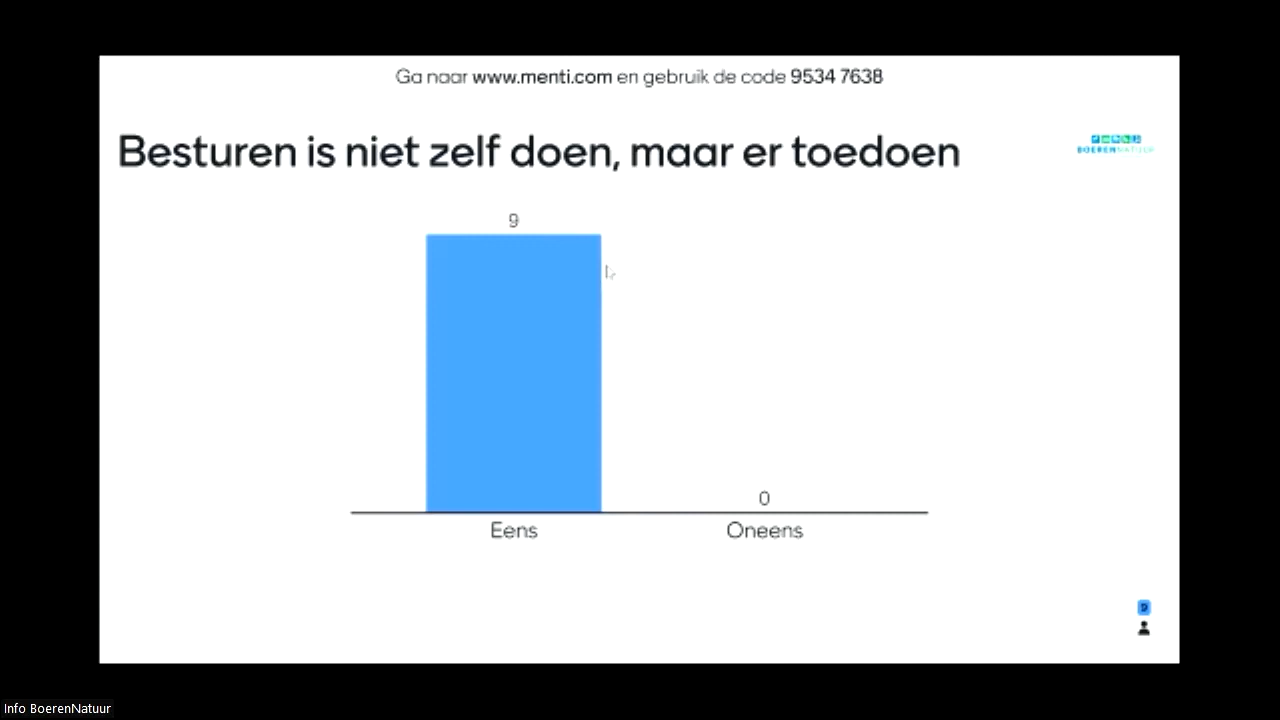 Ga naar www.menti.com en gebruik de code 9534 7638
Besturen is niet zelf doen, maar er toedoen
BOERENNATUUR
9
0
Eens
Oneens
9
Info BoerenNatuur